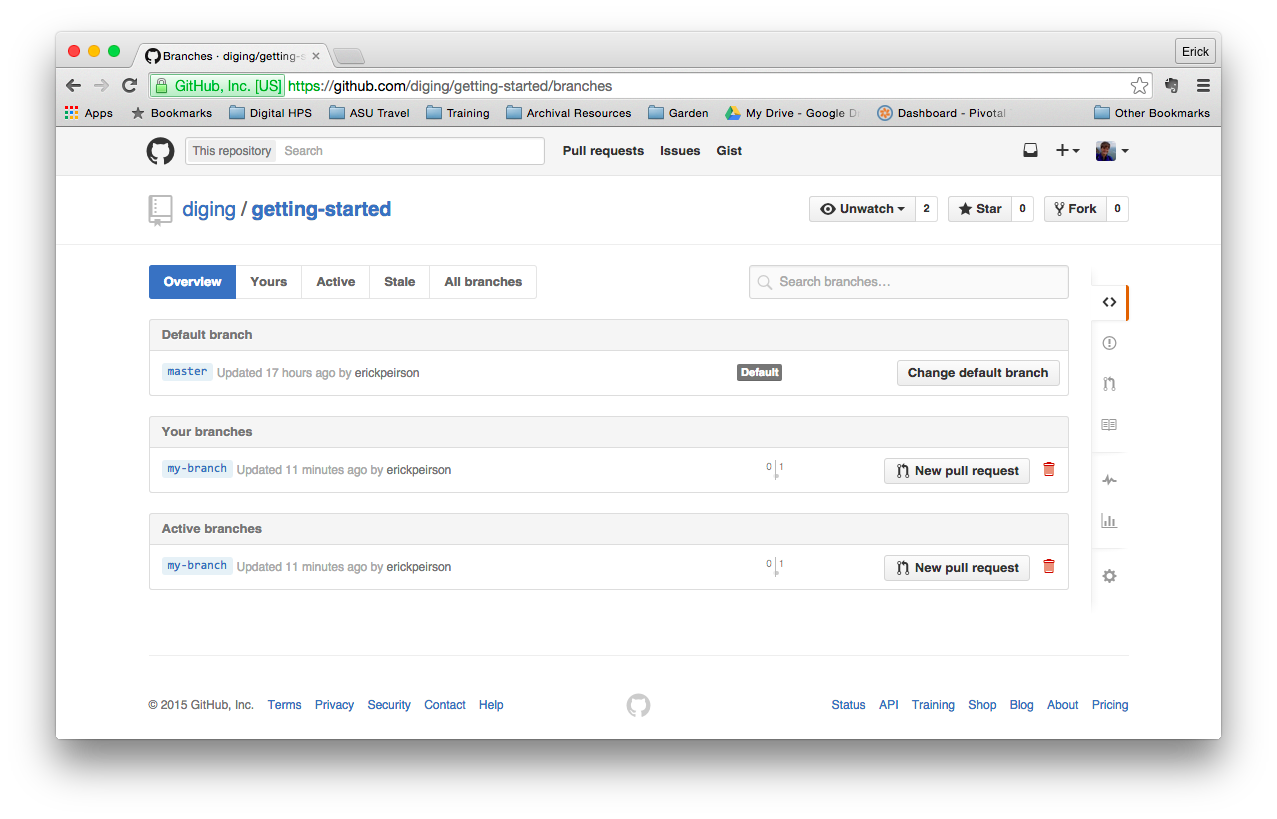 Branches · diging/getting-s
Erick
GitHub, Inc. [US] https://github.com/diging/getting-started/branches
Apps Bookmarks Digital HPS ASU Travel Training Archival Resources Garden My Drive - Google D Dashboard - Pivotal Other Bookmarks
This repository Search Pull requests Issues Gist
diging / getting-started Unwatch 2 Star 0 Fork 0
Overview Yours Active Stale All branches Search branches…
Default branch
master Updated 17 hours ago by erickpeirson Default Change default branch
Your branches
my-branch Updated 11 minutes ago by erickpeirson 0 1 New pull request
Active branches
my-branch Updated 11 minutes ago by erickpeirson 0 1 New pull request
© 2015 GitHub, Inc. Terms Privacy Security Contact Help Status API Training Shop Blog About Pricing